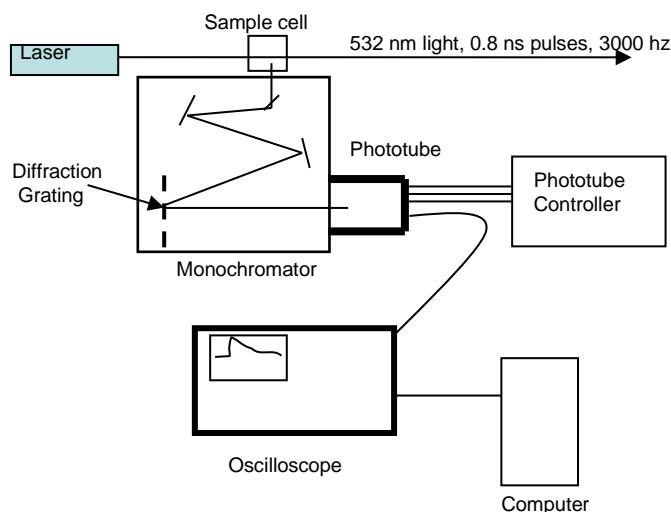 Sample cell
Laser
532 nm light, 0.8 ns pulses, 3000 hz
Phototube
Diffraction
Grating
Phototube
Controller
Monochromator
Oscilloscope
Computer